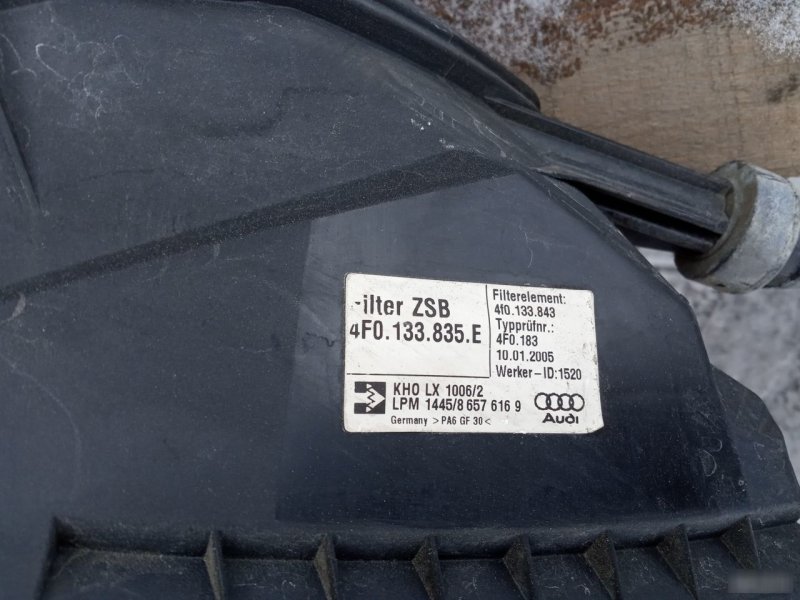 ilter ZSB
4F0.133.835.E
Filterelement:
4f0.133.843
Typprüfnr.:
4F0.183
10.01.2005
Werker-ID:1520
KHO LX 1006/2
LPM 1445/8 657 616 9
Germany >PA6 GF 30<
Audi